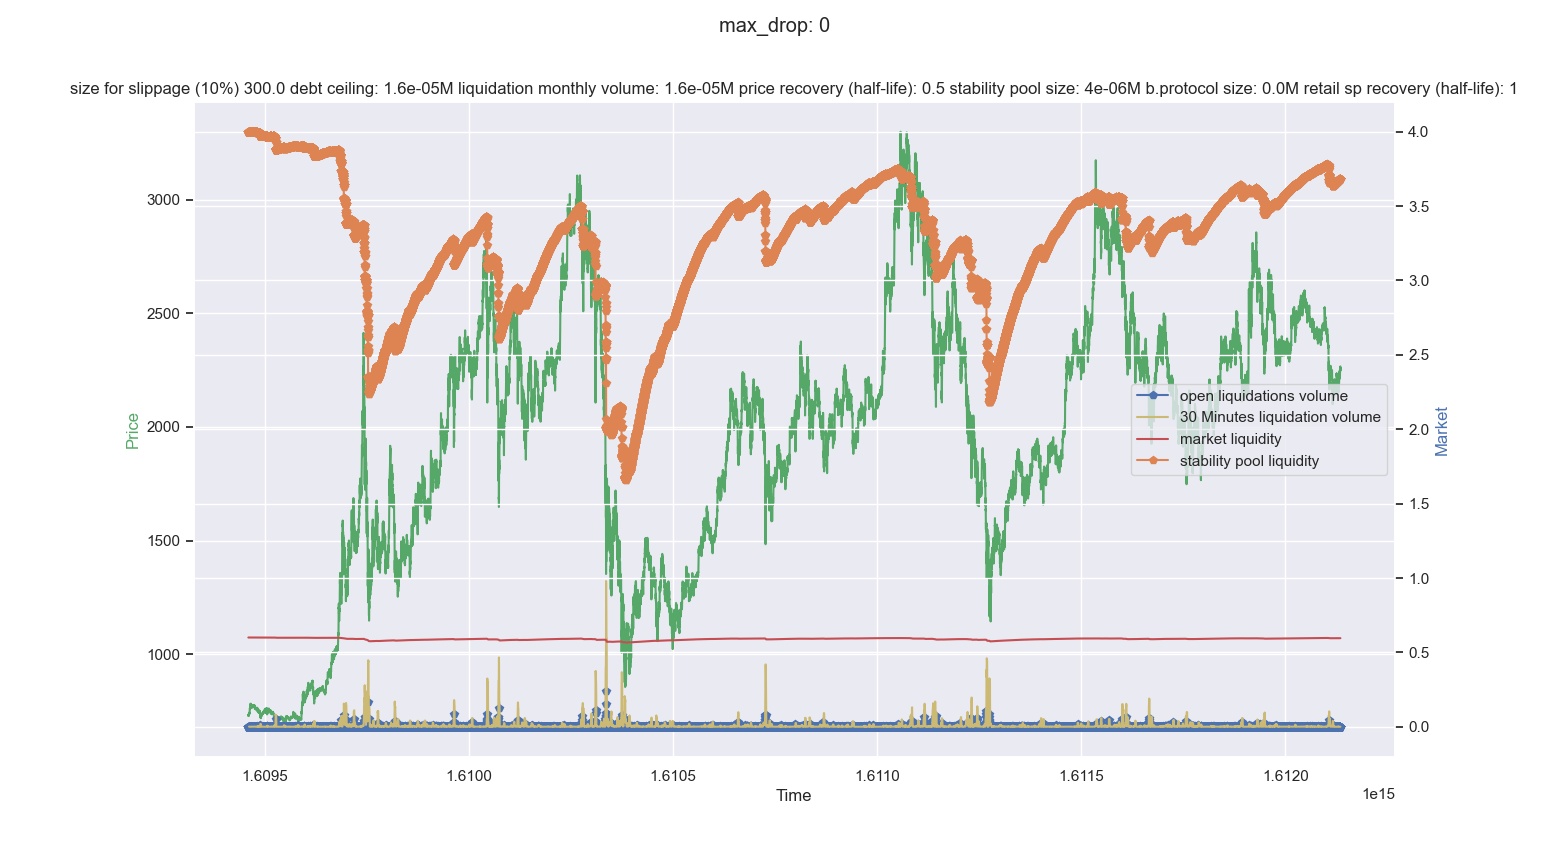 max_drop: 0
size for slippage (10%) 300.0 debt ceiling: 1.6e-05M liquidation monthly volume: 1.6e-05M price recovery (half-life): 0.5 stability pool size: 4e-06M b.protocol size: 0.0M retail sp recovery (half-life): 1
4.0
3.5
3.0
2.5
2.0
1.5
1.0
0.5
0.0
3000
2500
2000
1500
1000
Price
Market
open liquidations volume
30 Minutes liquidation volume
market liquidity
stability pool liquidity
1.6095
1.6100
1.6105
1.6110
1.6115
1.6120
Time
1e15